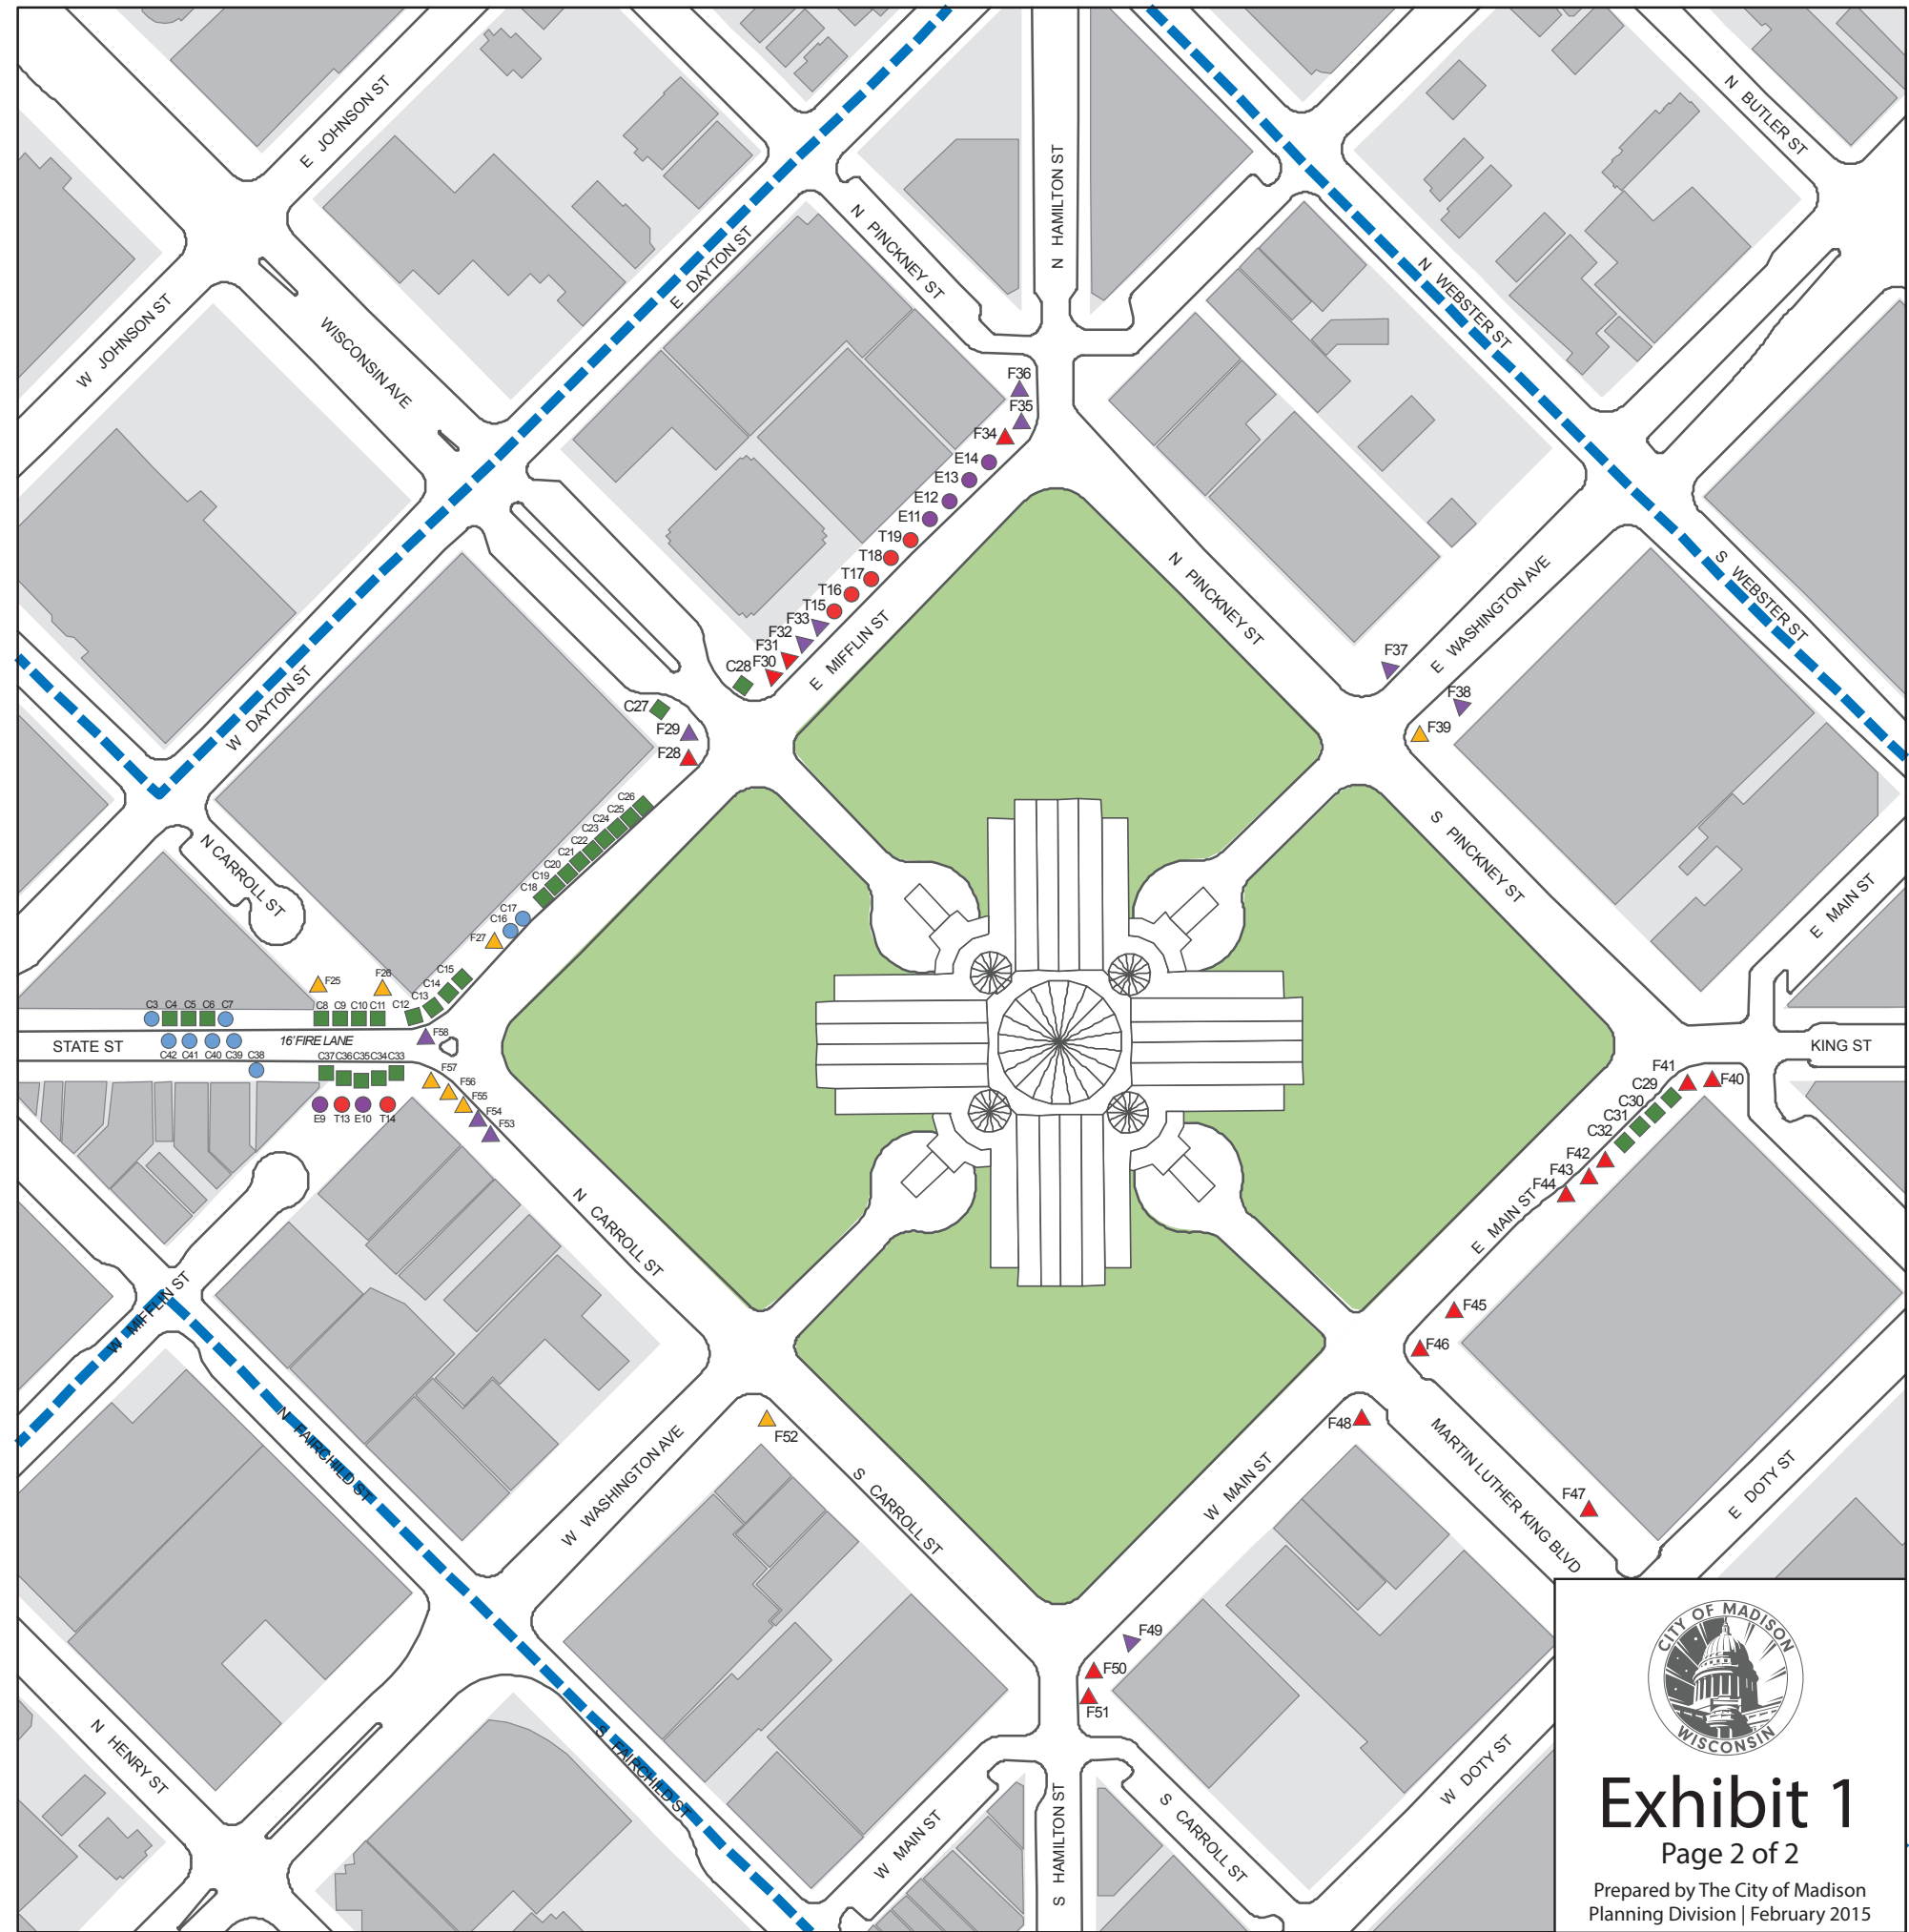 N BUTLER ST
E JOHNSON ST
N HAMILTON ST
N PINCKNEY ST
E DAYTON ST
N WEBSTER ST
W JOHNSON ST
WISCONSIN AVE
F36
F35
F34
E14
E13
E12
E11
T19
T18
T17
T16
T15
F33
F32
F31
F30
C28
E MIFFLIN ST
N PINCKNEY ST
S WEBSTER ST
E WASHINGTON AVE
F37
F38
F39
W DAYTON ST
C27
F29
F28
C26
C25
C24
C23
C22
C21
C20
C19
C18
C17
C16
F27
S PINCKNEY ST
N CARROLL ST
E MAIN ST
F25
F26
C15
C14
C13
C12
C3 C4 C5 C6 C7
C8 C9 C10 C11
F58
STATE ST
16' FIRE LANE
KING ST
C42 C41 C40 C39 C38
C37 C36 C35 C34 C33
F57
F56
F55
F54
F53
E9 T13 E10 T14
F41
F40
C29
C30
C31
C32
F42
F43
F44
E MAIN ST
N CARROLL ST
W MIFFLIN ST
F45
F46
N FAIRCHILD ST
F52
F48
W WASHINGTON AVE
S CARROLL ST
W MAIN ST
MARTIN LUTHER KING BLVD
F47
E DOTY ST
F49
F50
F51
N HENRY ST
S FAIRCHILD ST
W MAIN ST
S HAMILTON ST
S CARROLL ST
W DOTY ST
CITY OF MADISON
WISCONSIN
Exhibit 1
Page 2 of 2
Prepared by The City of Madison
Planning Division | February 2015